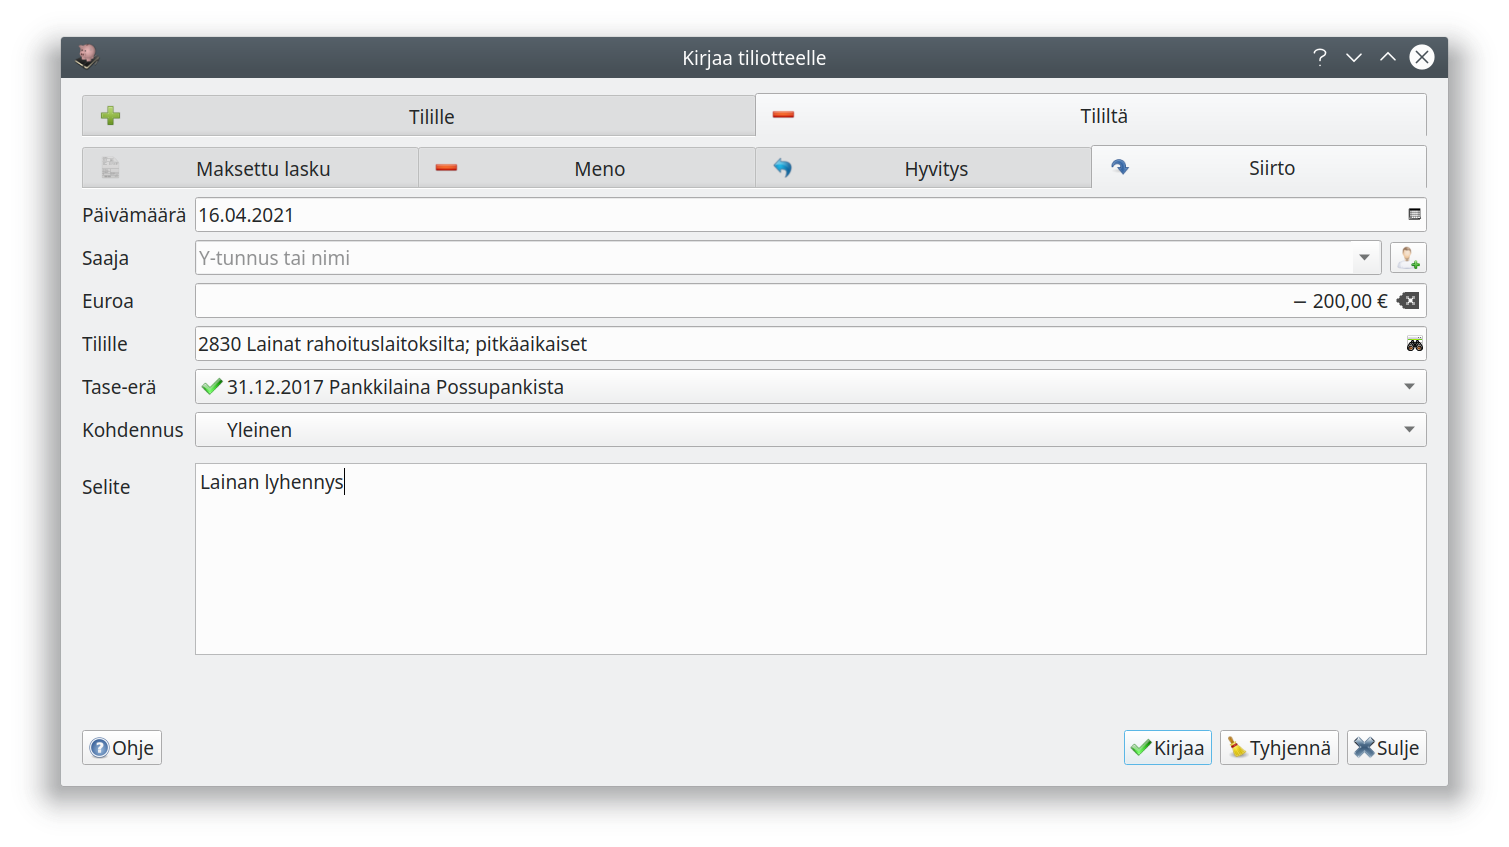 Kirjaa tiliotteelle
Tilille Tililtä
Maksettu lasku Meno Hyvitys Siirto
Päivämäärä 16.04.2021
Saaja Y-tunnus tai nimi
Euroa – 200,00 €
Tilille 2830 Lainat rahoituslaitoksilta; pitkäaikaiset
Tase-erä 31.12.2017 Pankkilaina Possupankista
Kohdennus Yleinen
Selite Lainan lyhennys
Ohje Kirjaa Tyhjennä Sulje